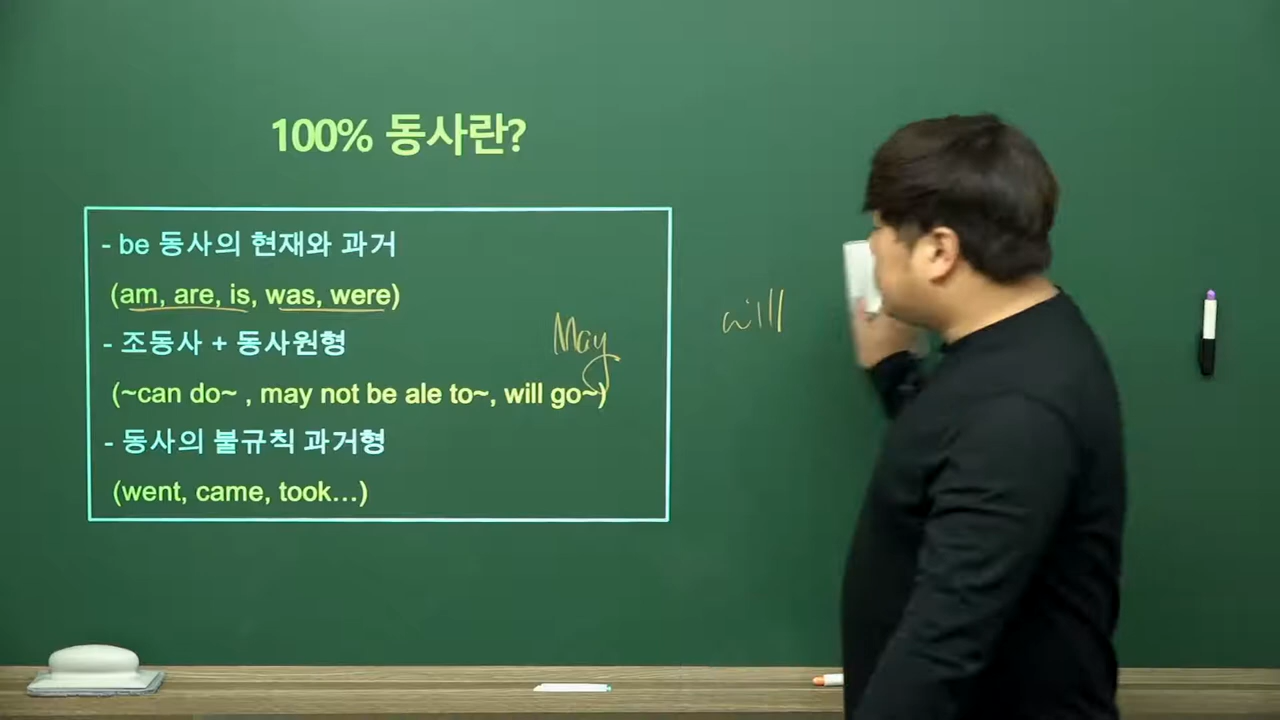 100% 동사란?
- be 동사의 현재와 과거
(am, are, is, was, were)
- 조동사 + 동사원형
May
will
(~can do~ , may not be ale to~, will go~)
- 동사의 불규칙 과거형
(went, came, took...)